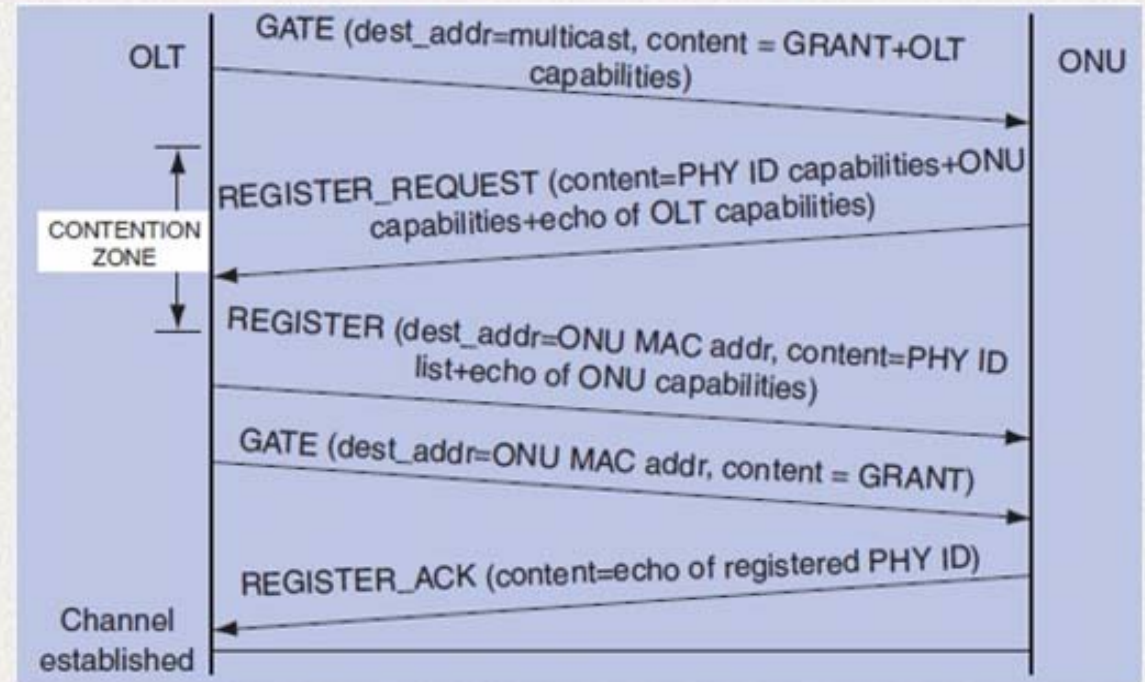 GATE (dest_addr=multicast, content = GRANT+OLT
capabilities)
OLT
ONU
REGISTER_REQUEST (content=PHY ID capabilities+ONU
capabilities+echo of OLT capabilities)
CONTENTION
ZONE
REGISTER (dest_addr=ONU MAC addr, content=PHY ID
list+echo of ONU capabilities)
GATE (dest_addr=ONU MAC addr, content = GRANT)
REGISTER_ACK (content=echo of registered PHY ID)
Channel
established